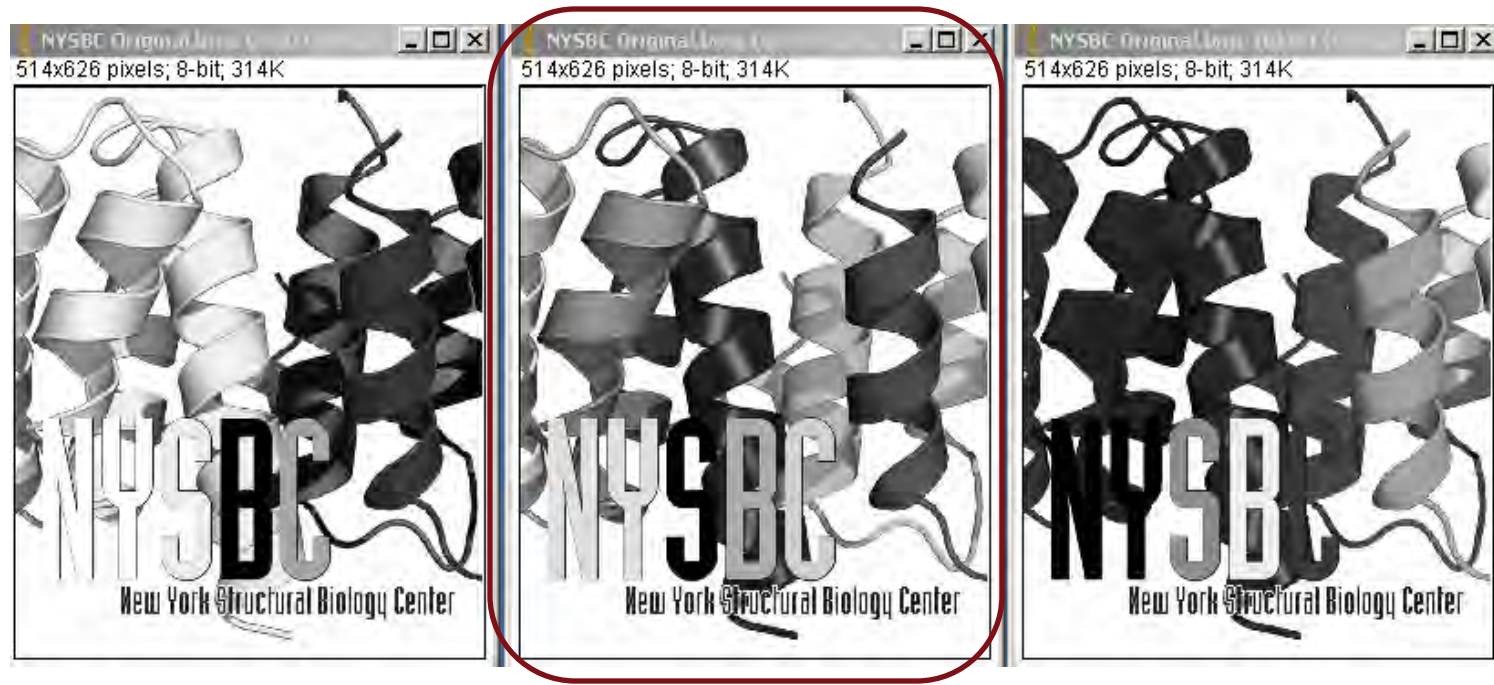 NYSBC Original
NYSBC Original
NYSBC Original
514x626 pixels; 8-bit; 314K
514x626 pixels; 8-bit; 314K
514x626 pixels; 8-bit; 314K
NYSBC
NYSBC
NYSBC
New York Structural Biology Center
New York Structural Biology Center
New York Structural Biology Center